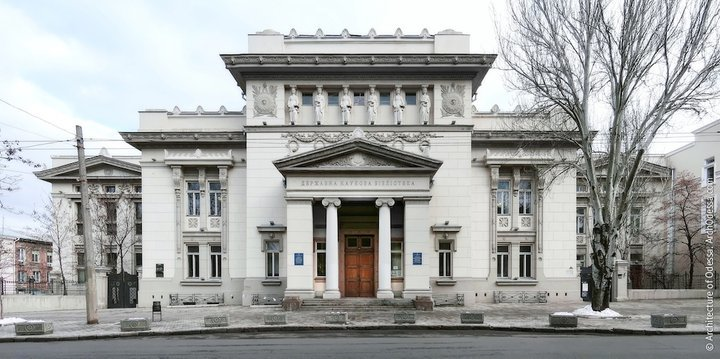 ДЕРЖАВНА НАУКОВА БІБЛІОТЕКА
© Architecture of Odessa: Archodessa.com